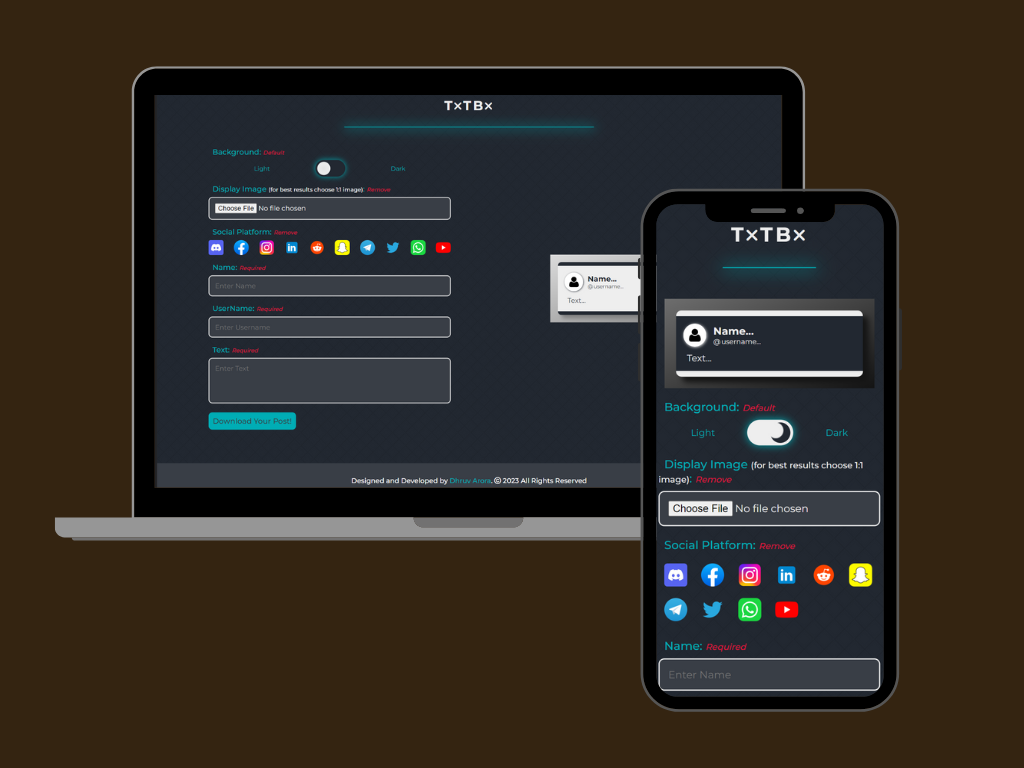 T×TB×
Background: Default
Light Dark
Display Image (for best results choose 1:1 image): Remove
Choose File No file chosen
Social Platform: Remove
in
Name: Required
Enter Name
UserName: Required
Enter Username
Text: Required
Enter Text
Download Your Post!
Name...
@username...
Text...
Designed and Developed by Dhruv Arora. © 2023 All Rights Reserved
T×TB×
Name...
@username...
Text...
Background: Default
Light Dark
Display Image (for best results choose 1:1
image): Remove
Choose File No file chosen
Social Platform: Remove
in
Name: Required
Enter Name